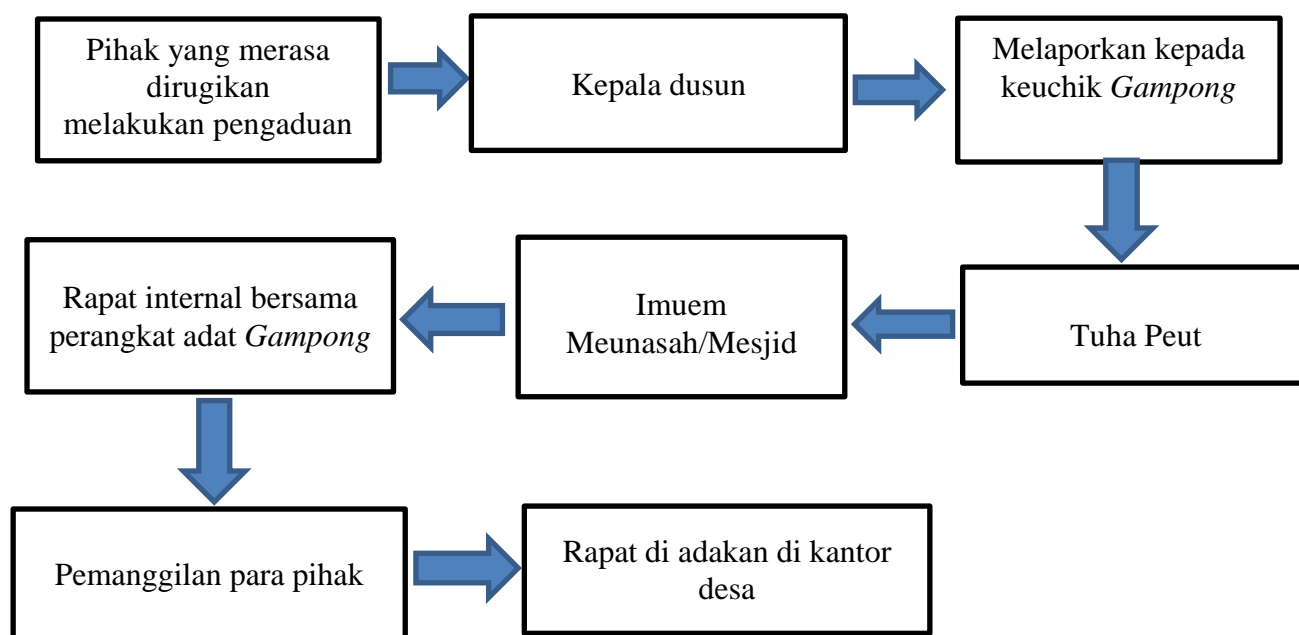 Pihak yang merasa
dirugikan
melakukan pengaduan
Kepala dusun
Melaporkan kepada
keuchik Gampong
Tuha Peut
Imuem
Meunasah/Mesjid
Rapat internal bersama
perangkat adat Gampong
Pemanggilan para pihak
Rapat di adakan di kantor
desa